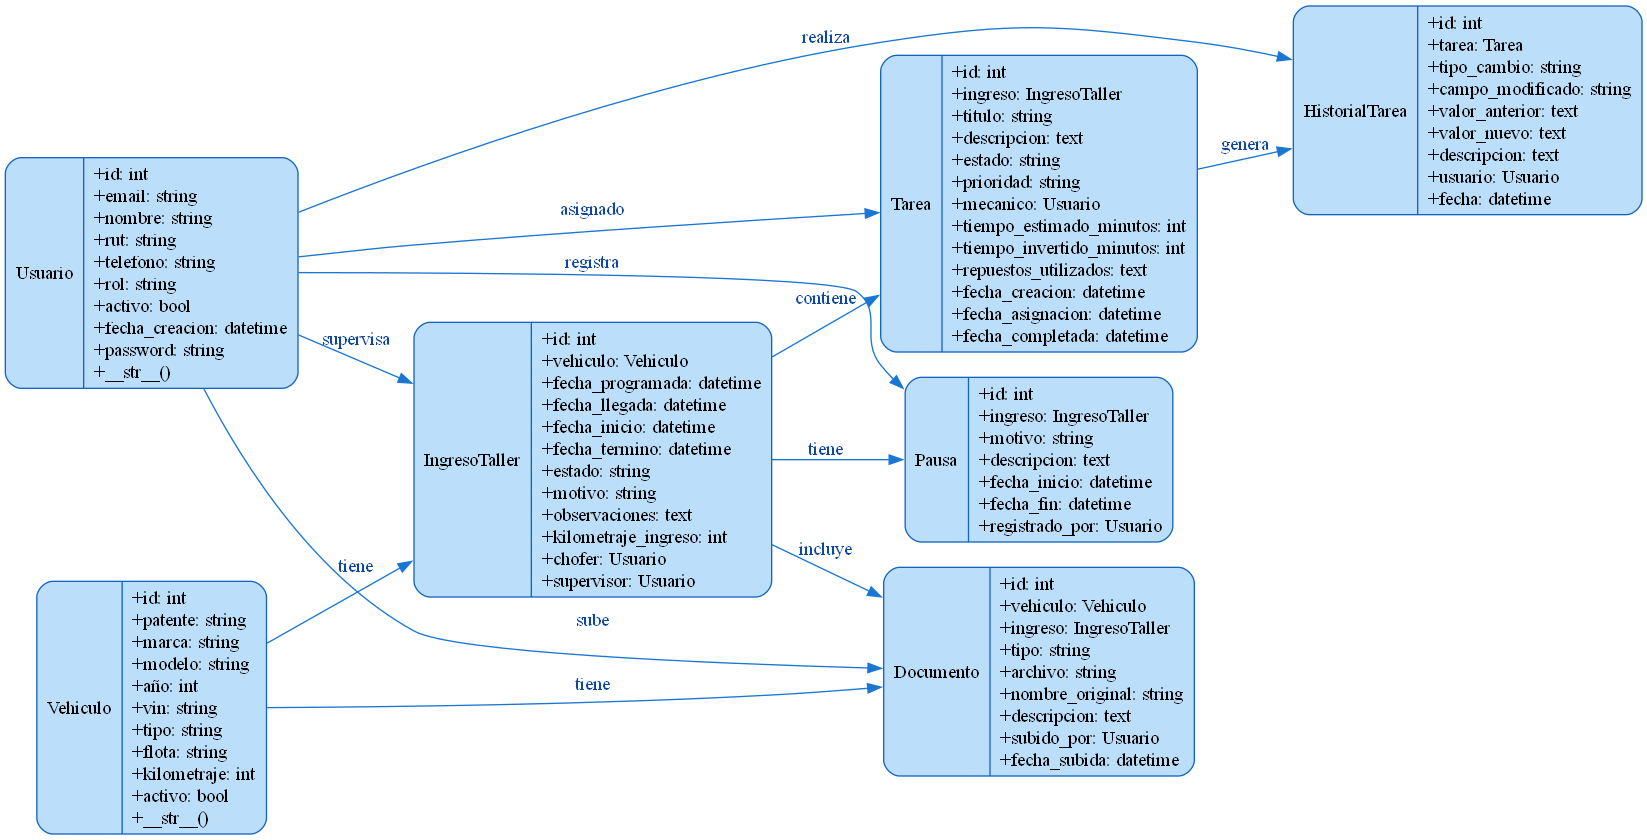 Usuario
+id: int
+email: string
+nombre: string
+rut: string
+telefono: string
+rol: string
+activo: bool
+fecha_creacion: datetime
+password: string
+__str__()
Vehiculo
+id: int
+patente: string
+marca: string
+modelo: string
+año: int
+vin: string
+tipo: string
+flota: string
+kilometraje: int
+activo: bool
+__str__()
realiza
asignado
registra
supervisa
tiene
sube
tiene
IngresoTaller
+id: int
+vehiculo: Vehiculo
+fecha_programada: datetime
+fecha_llegada: datetime
+fecha_inicio: datetime
+fecha_termino: datetime
+estado: string
+motivo: string
+observaciones: text
+kilometraje_ingreso: int
+chofer: Usuario
+supervisor: Usuario
contiene
tiene
incluye
Tarea
+id: int
+ingreso: IngresoTaller
+titulo: string
+descripcion: text
+estado: string
+prioridad: string
+mecanico: Usuario
+tiempo_estimado_minutos: int
+tiempo_invertido_minutos: int
+repuestos_utilizados: text
+fecha_creacion: datetime
+fecha_asignacion: datetime
+fecha_completada: datetime
Pausa
+id: int
+ingreso: IngresoTaller
+motivo: string
+descripcion: text
+fecha_inicio: datetime
+fecha_fin: datetime
+registrado_por: Usuario
Documento
+id: int
+vehiculo: Vehiculo
+ingreso: IngresoTaller
+tipo: string
+archivo: string
+nombre_original: string
+descripcion: text
+subido_por: Usuario
+fecha_subida: datetime
genera
HistorialTarea
+id: int
+tarea: Tarea
+tipo_cambio: string
+campo_modificado: string
+valor_anterior: text
+valor_nuevo: text
+descripcion: text
+usuario: Usuario
+fecha: datetime